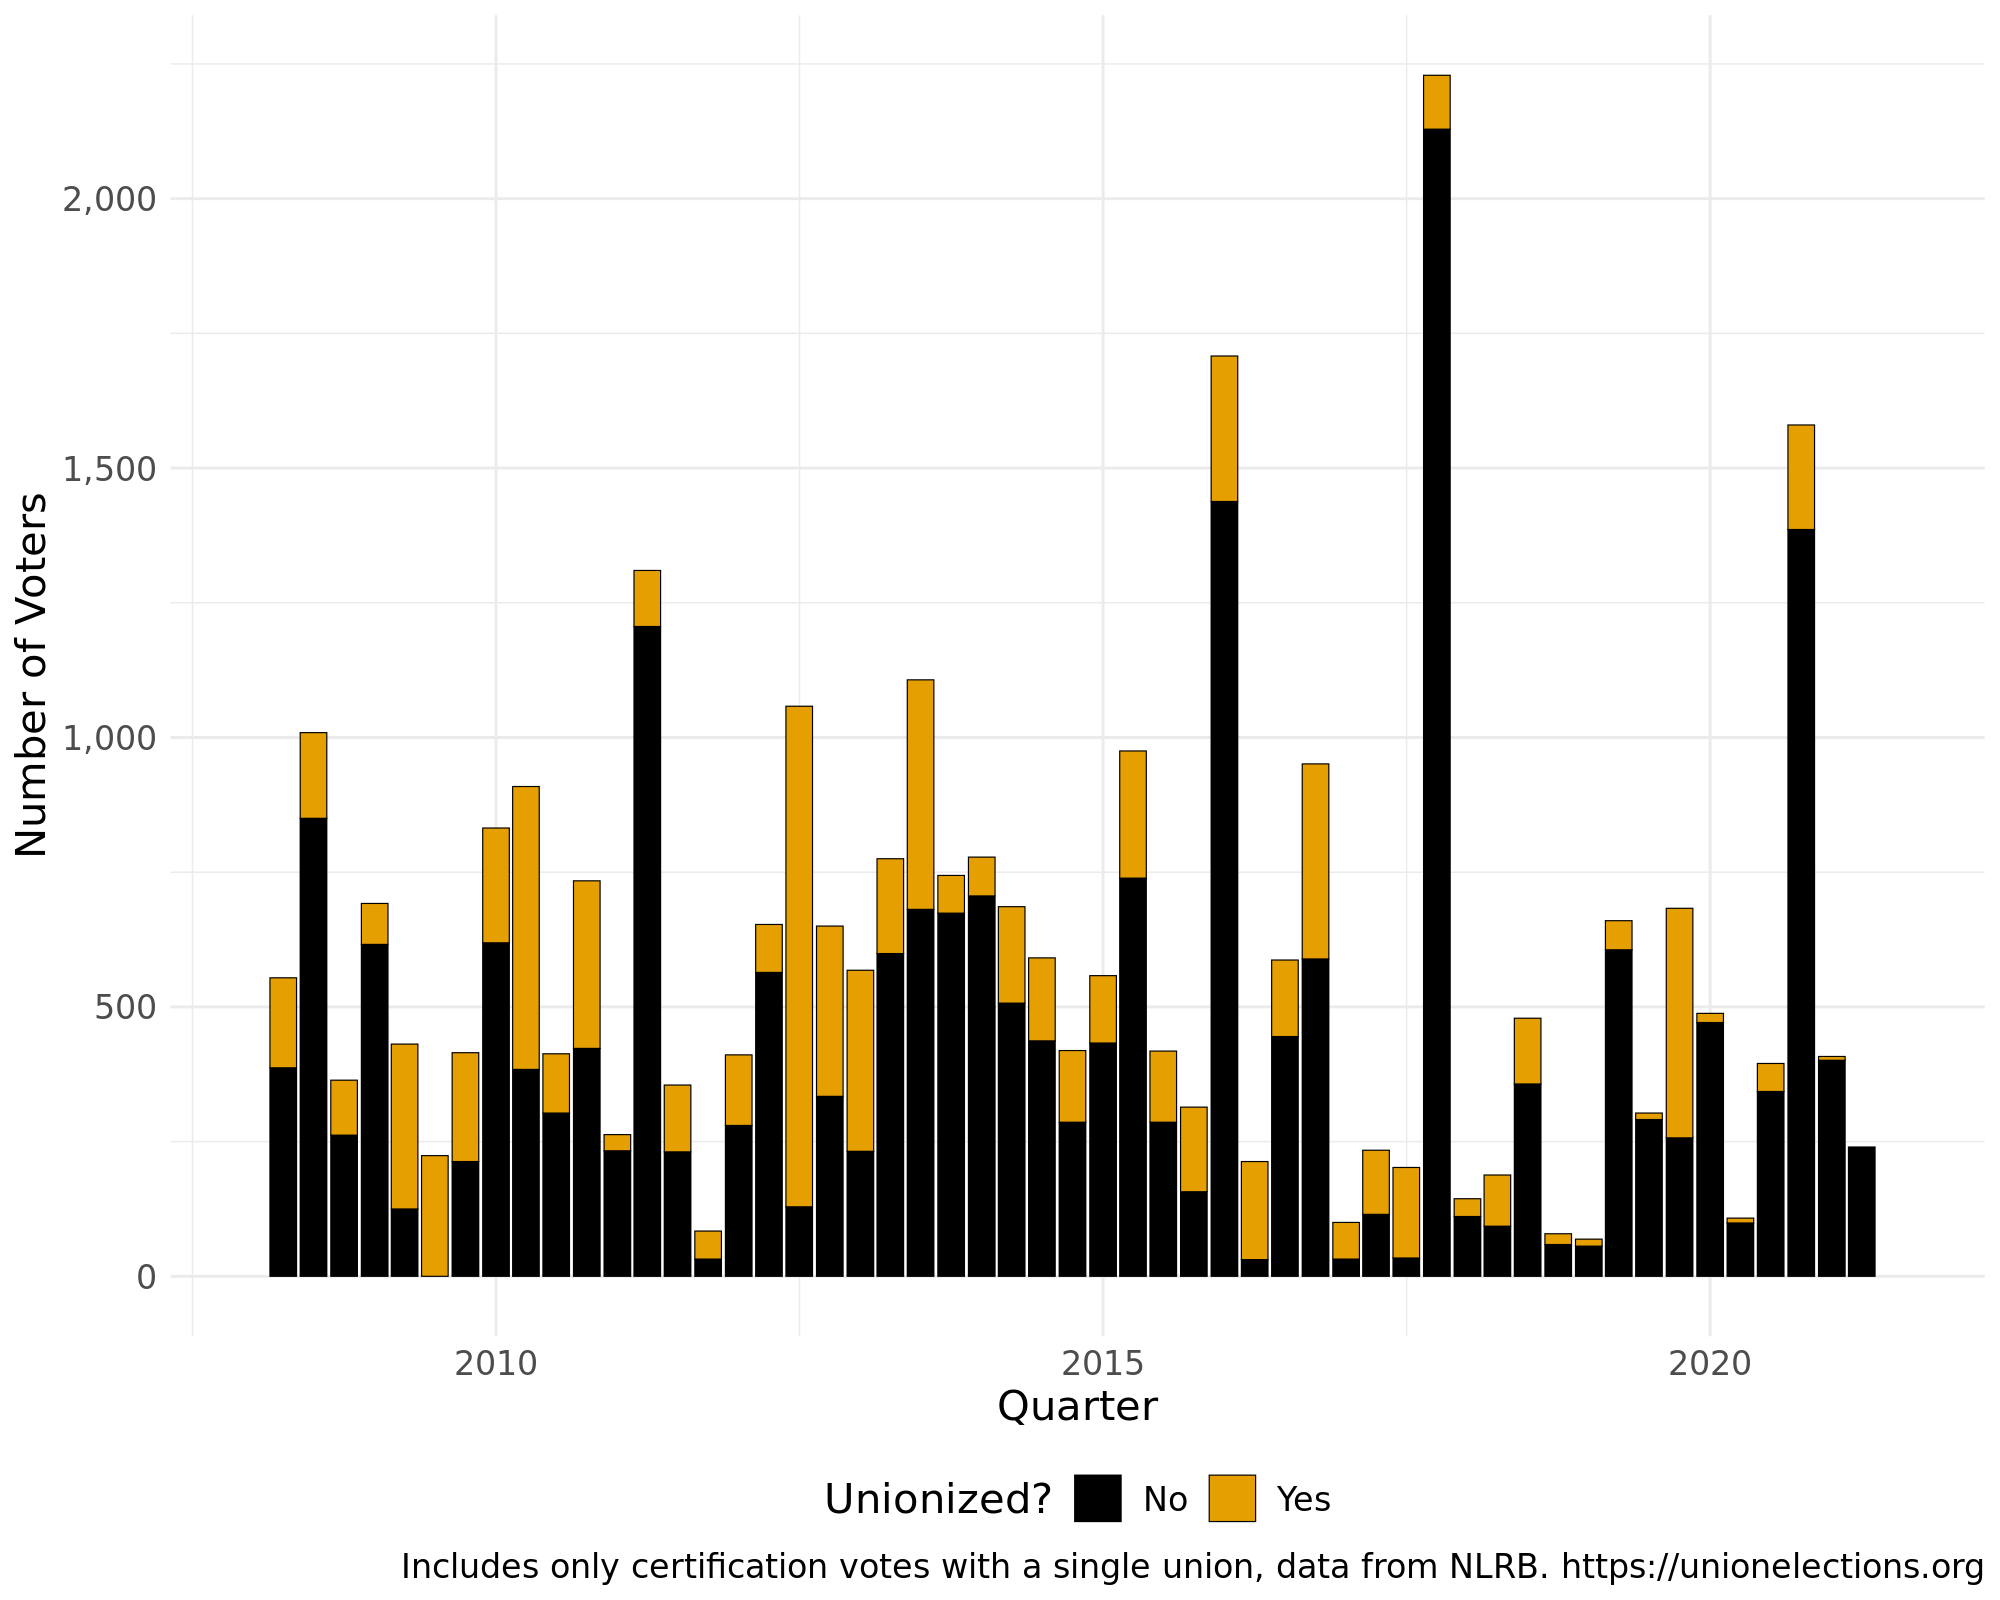 2,000
1,500
1,000
500
0
Number of Voters
2010 2015 2020
Quarter
Unionized? No Yes
Includes only certification votes with a single union, data from NLRB. https://unionelections.org